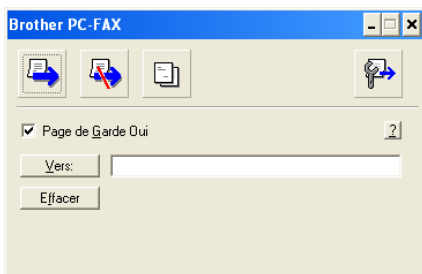 Brother PC-FAX
Page de Garde Oui
?
Vers:
Effacer